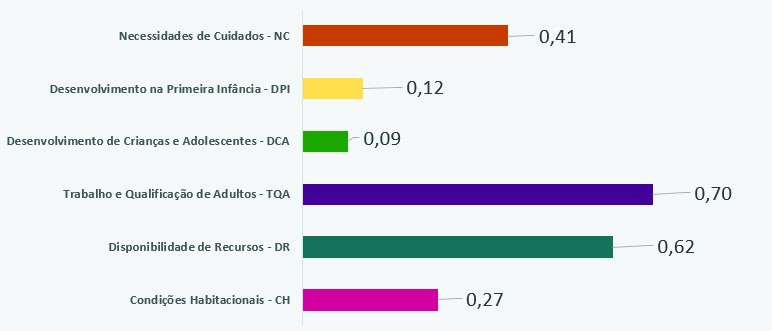 Necessidades de Cuidados - NC 0,41
Desenvolvimento na Primeira Infância - DPI 0,12
Desenvolvimento de Crianças e Adolescentes - DCA 0,09
Trabalho e Qualificação de Adultos - TQA 0,70
Disponibilidade de Recursos - DR 0,62
Condições Habitacionais - CH 0,27